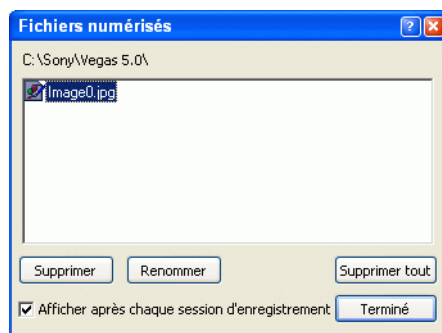 Fichiers numérisés
C:\Sony\Vegas 5.0\
Image0.jpg
Supprimer Renommer Supprimer tout
Afficher après chaque session d'enregistrement Terminé